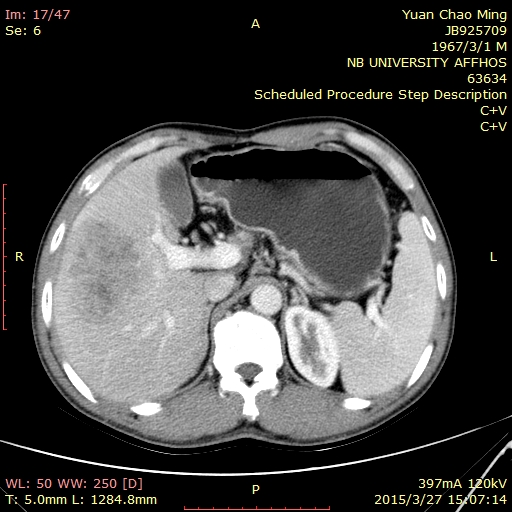 Im: 17/47
Se: 6
A
Yuan Chao Ming
JB925709
1967/3/1 M
NB UNIVERSITY AFFHOS
63634
Scheduled Procedure Step Description
C+V
C+V
R
L
WL: 50 WW: 250 [D]
T: 5.0mm L: 1284.8mm
P
397mA 120kV
2015/3/27 15:07:14